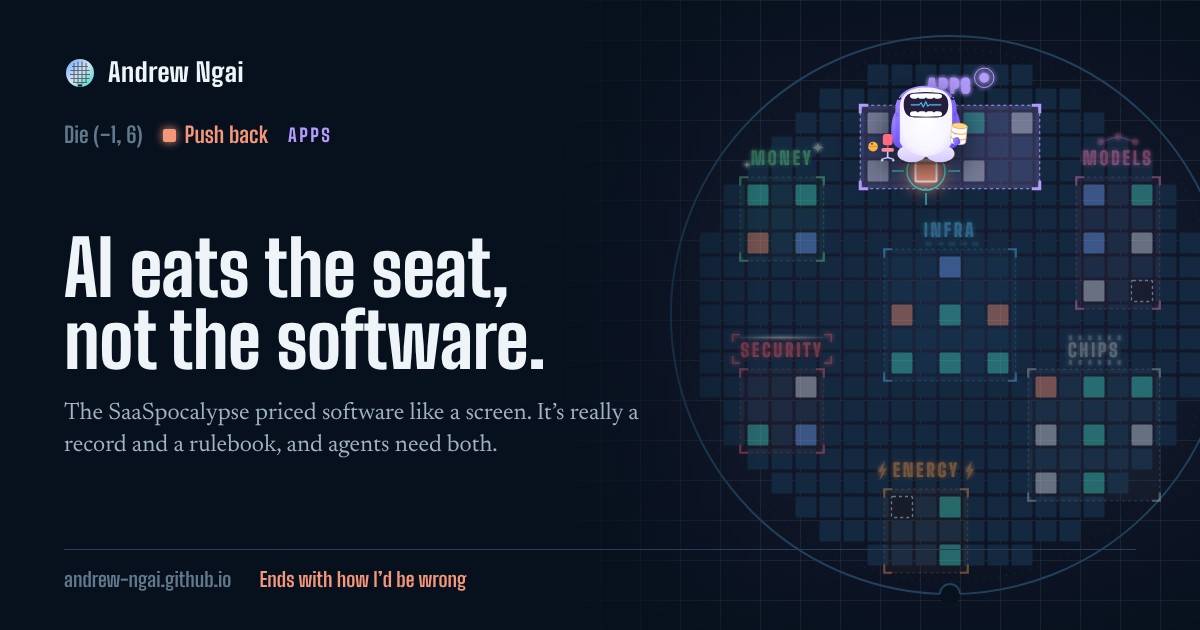 Andrew Ngai
Die (−1, 6) Push back APPS
AI eats the seat,
not the software.
The SaaSpocalypse priced software like a screen. It’s really a
record and a rulebook, and agents need both.
andrew-ngai.github.io Ends with how I’d be wrong
APPS
MONEY
MODELS
INFRA
SECURITY
CHIPS
ENERGY